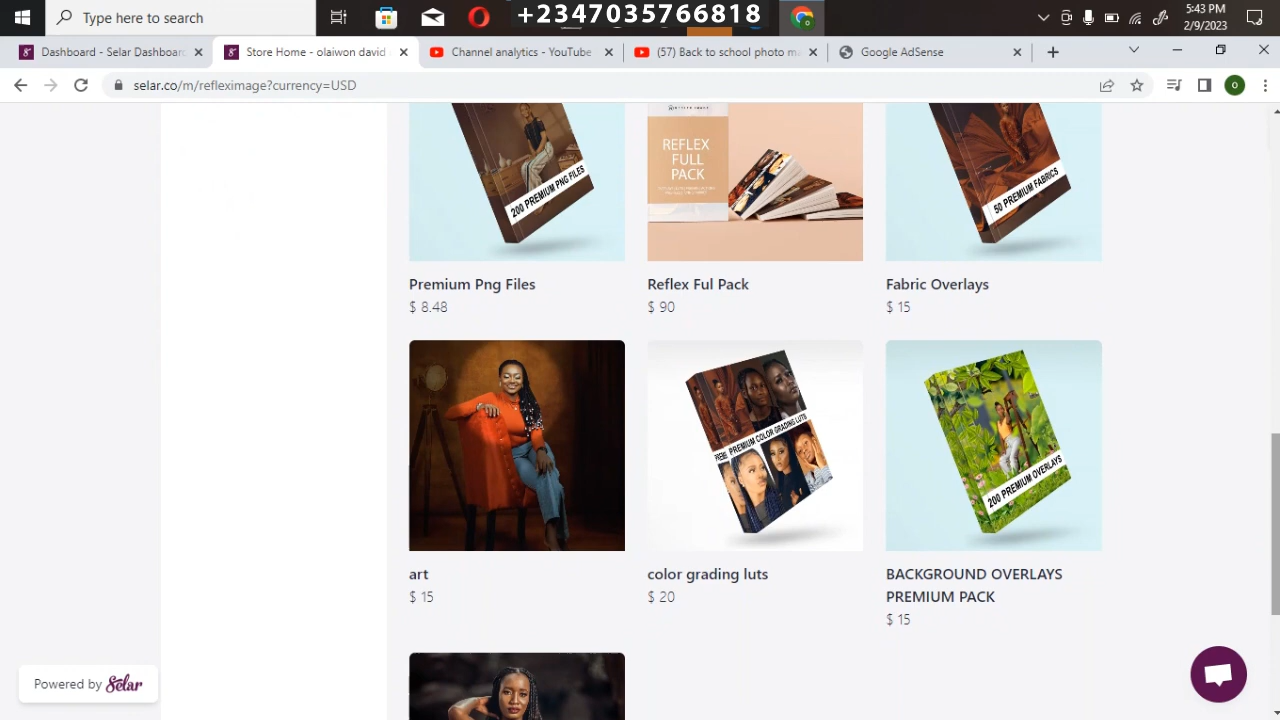 Type here to search
+2347035766818
5:43 PM
2/9/2023
Dashboard - Selar Dashboar
Store Home - olaiwon david
Channel analytics - YouTube
(57) Back to school photo ma
Google AdSense
selar.co/m/refleximage?currency=USD
O
200 PREMIUM PNG FILES
REFLEX
FULL
PACK
50 PREMIUM FABRICS
Premium Png Files
$ 8.48
Reflex Ful Pack
$ 90
Fabric Overlays
$ 15
PREMIUM COLOR GRADING LUTS
200 PREMIUM OVERLAYS
art
$ 15
color grading luts
$ 20
BACKGROUND OVERLAYS
PREMIUM PACK
$ 15
Powered by Selar